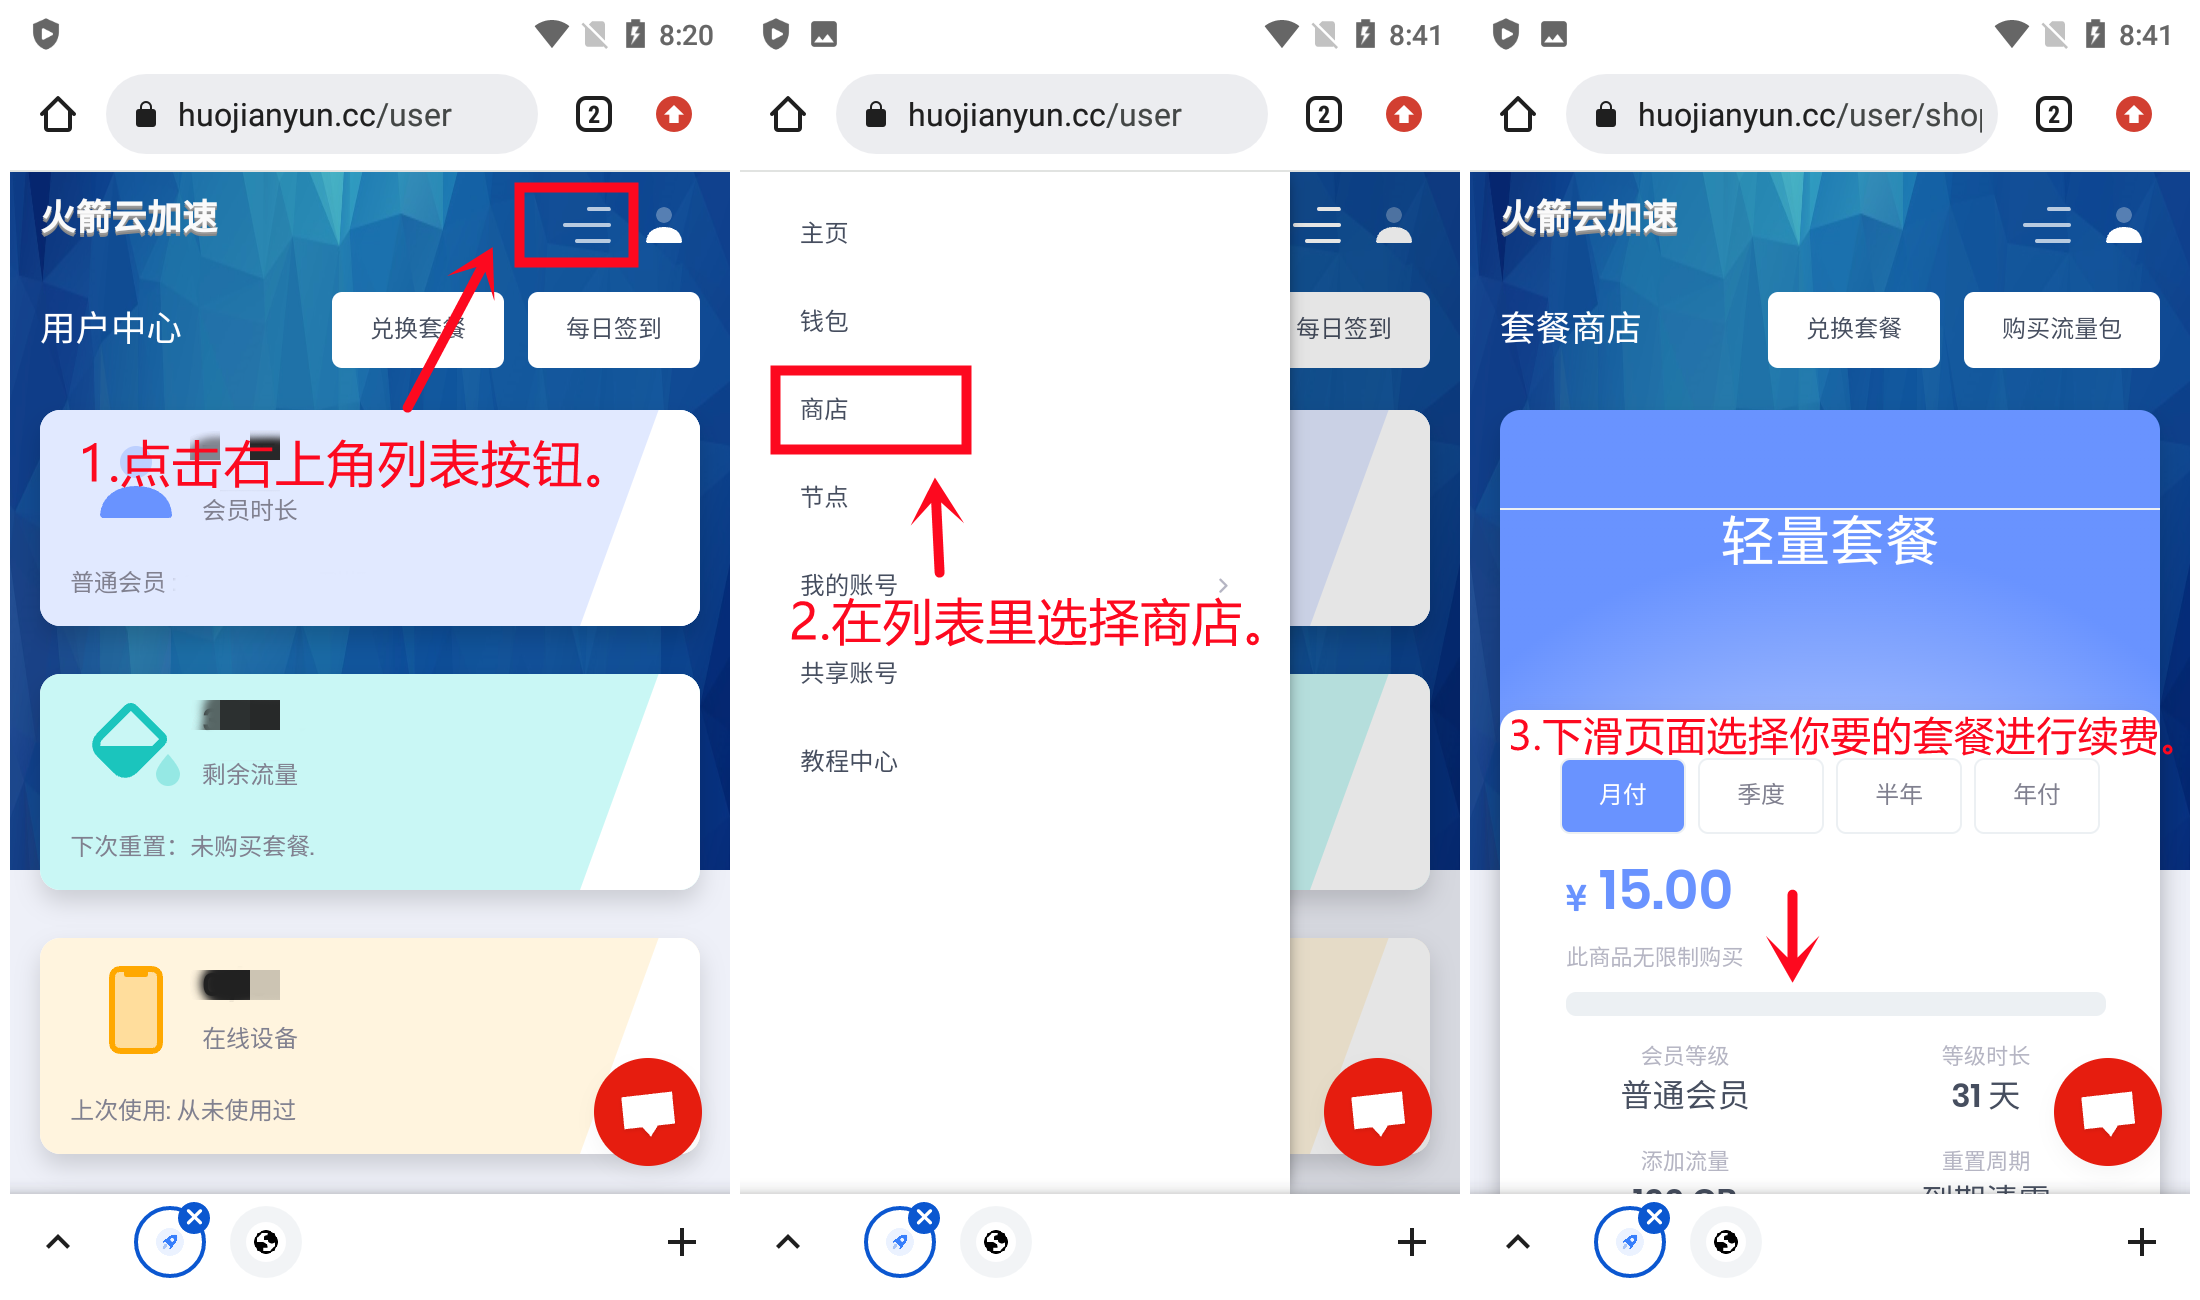 8:20
huojianyun.cc/user
2
火箭云加速
用户中心
兑换套餐
每日签到
1.点击右上角列表按钮。
会员时长
普通会员
剩余流量
下次重置：未购买套餐.
在线设备
上次使用: 从未使用过
8:41
huojianyun.cc/user
2
主页
钱包
每日签到
商店
节点
我的账号
2.在列表里选择商店。
共享账号
教程中心
8:41
huojianyun.cc/user/shop
2
火箭云加速
套餐商店
兑换套餐
购买流量包
轻量套餐
3.下滑页面选择你要的套餐进行续费。
月付
季度
半年
年付
¥ 15.00
此商品无限制购买
会员等级
等级时长
普通会员
31 天
添加流量
重置周期